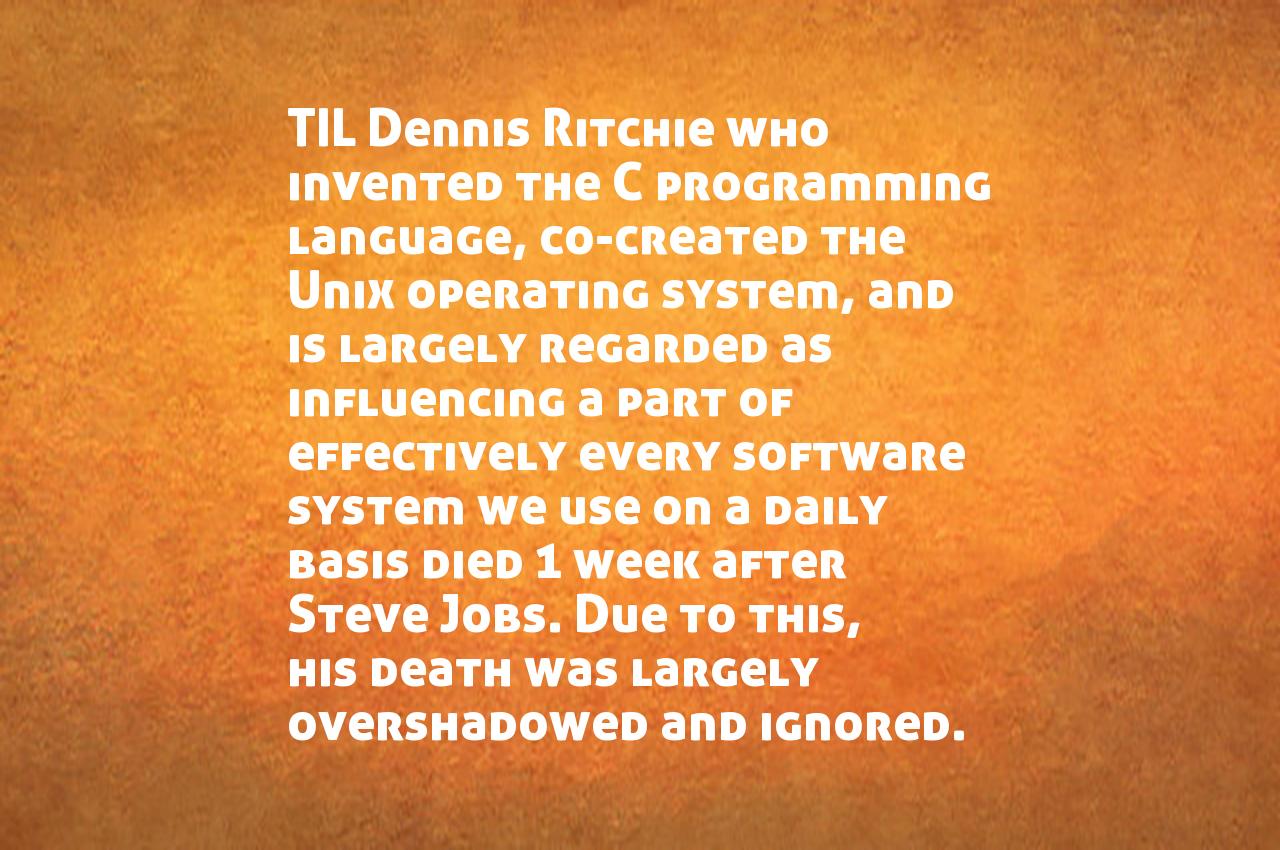 TIL Dennis Ritchie who
invented the C programming
language, co-created the
Unix operating system, and
is largely regarded as
influencing a part of
effectively every software
system we use on a daily
basis died 1 week after
Steve Jobs. Due to this,
his death was largely
overshadowed and ignored.